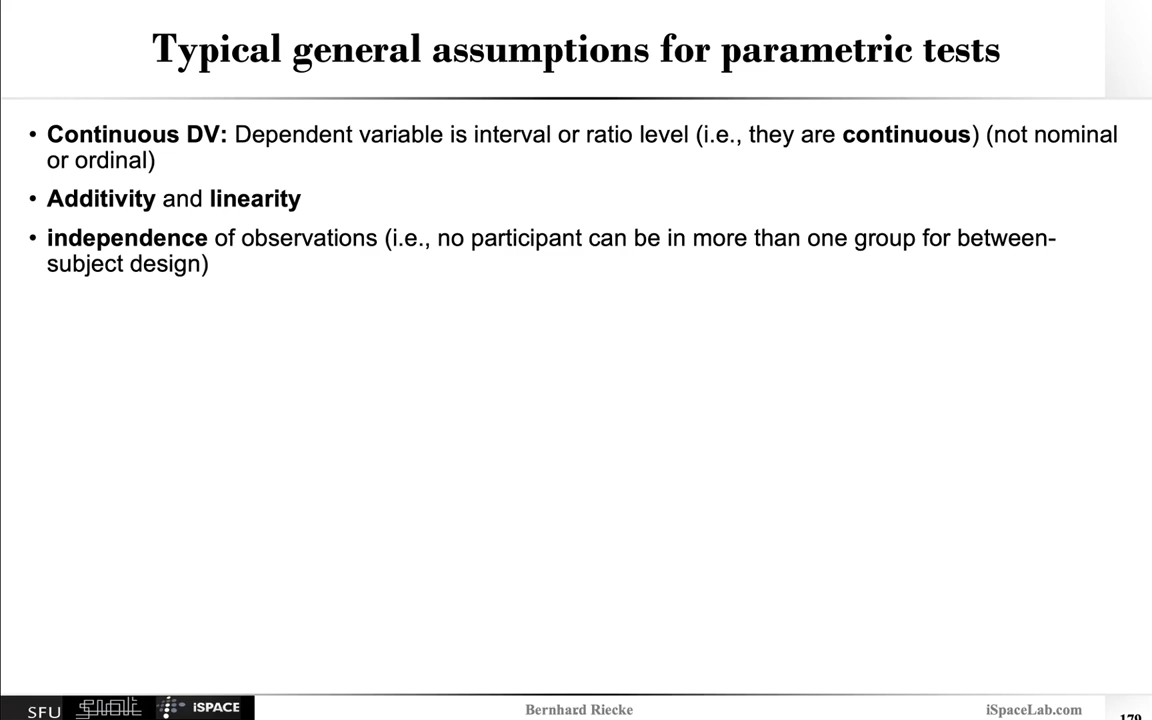 Typical general assumptions for parametric tests
• Continuous DV: Dependent variable is interval or ratio level (i.e., they are continuous) (not nominal
or ordinal)
• Additivity and linearity
• independence of observations (i.e., no participant can be in more than one group for between-
subject design)
SFU iSPACE Bernhard Riecke iSpaceLab.com 179